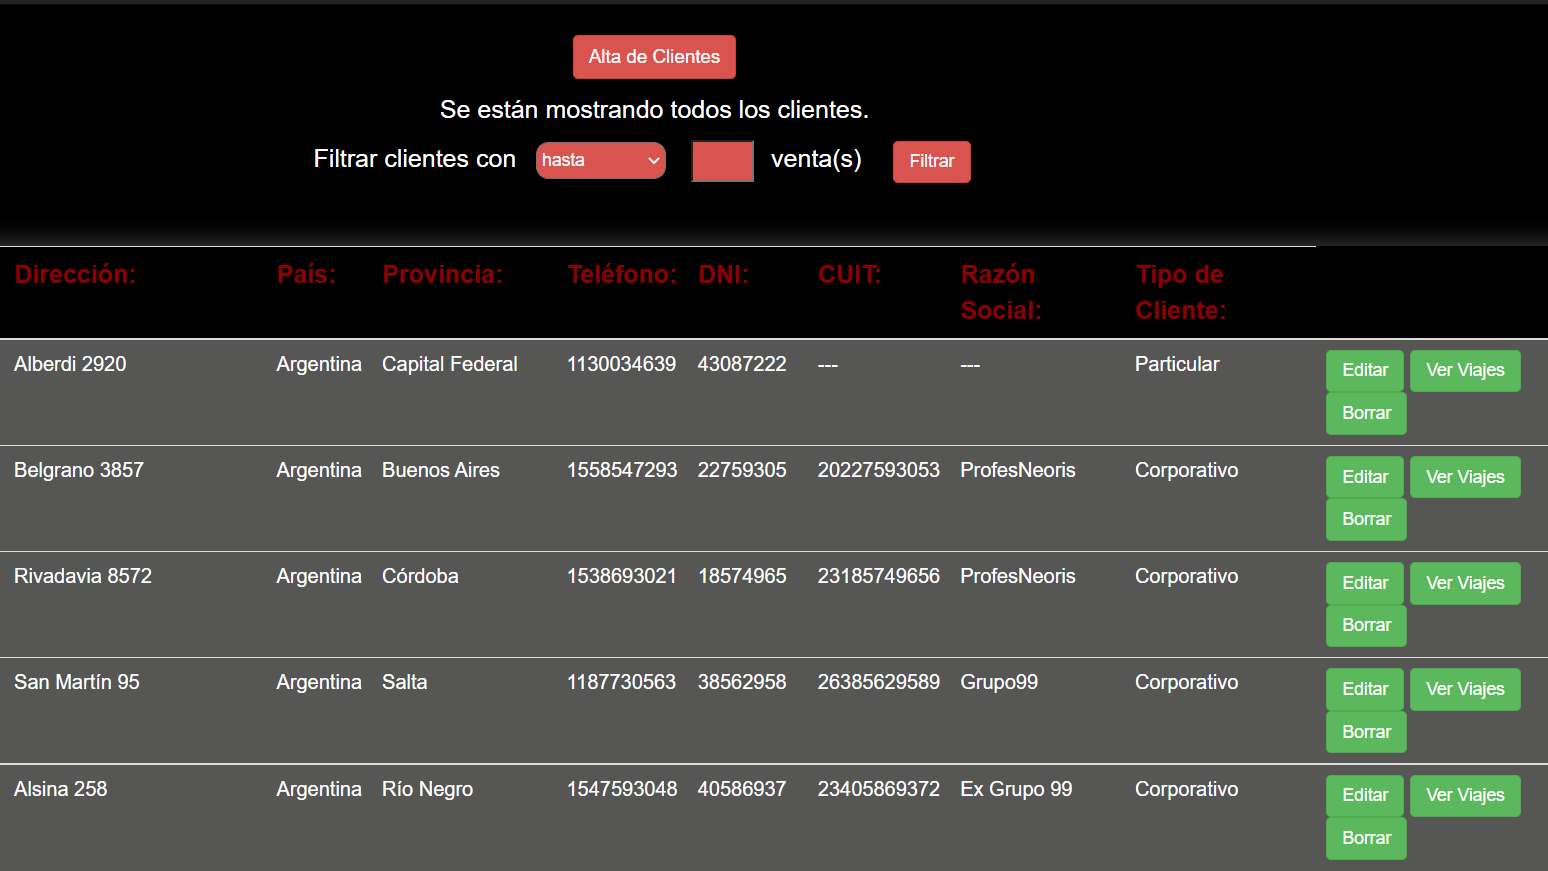 Alta de Clientes
Se están mostrando todos los clientes.
Filtrar clientes con hasta venta(s) Filtrar
Dirección: País: Provincia: Teléfono: DNI: CUIT: Razón Social: Tipo de Cliente:
Alberdi 2920 Argentina Capital Federal 1130034639 43087222 --- --- Particular Editar Ver Viajes
Borrar
Belgrano 3857 Argentina Buenos Aires 1558547293 22759305 20227593053 ProfesNeoris Corporativo Editar Ver Viajes
Borrar
Rivadavia 8572 Argentina Córdoba 1538693021 18574965 23185749656 ProfesNeoris Corporativo Editar Ver Viajes
Borrar
San Martín 95 Argentina Salta 1187730563 38562958 26385629589 Grupo99 Corporativo Editar Ver Viajes
Borrar
Alsina 258 Argentina Río Negro 1547593048 40586937 23405869372 Ex Grupo 99 Corporativo Editar Ver Viajes
Borrar